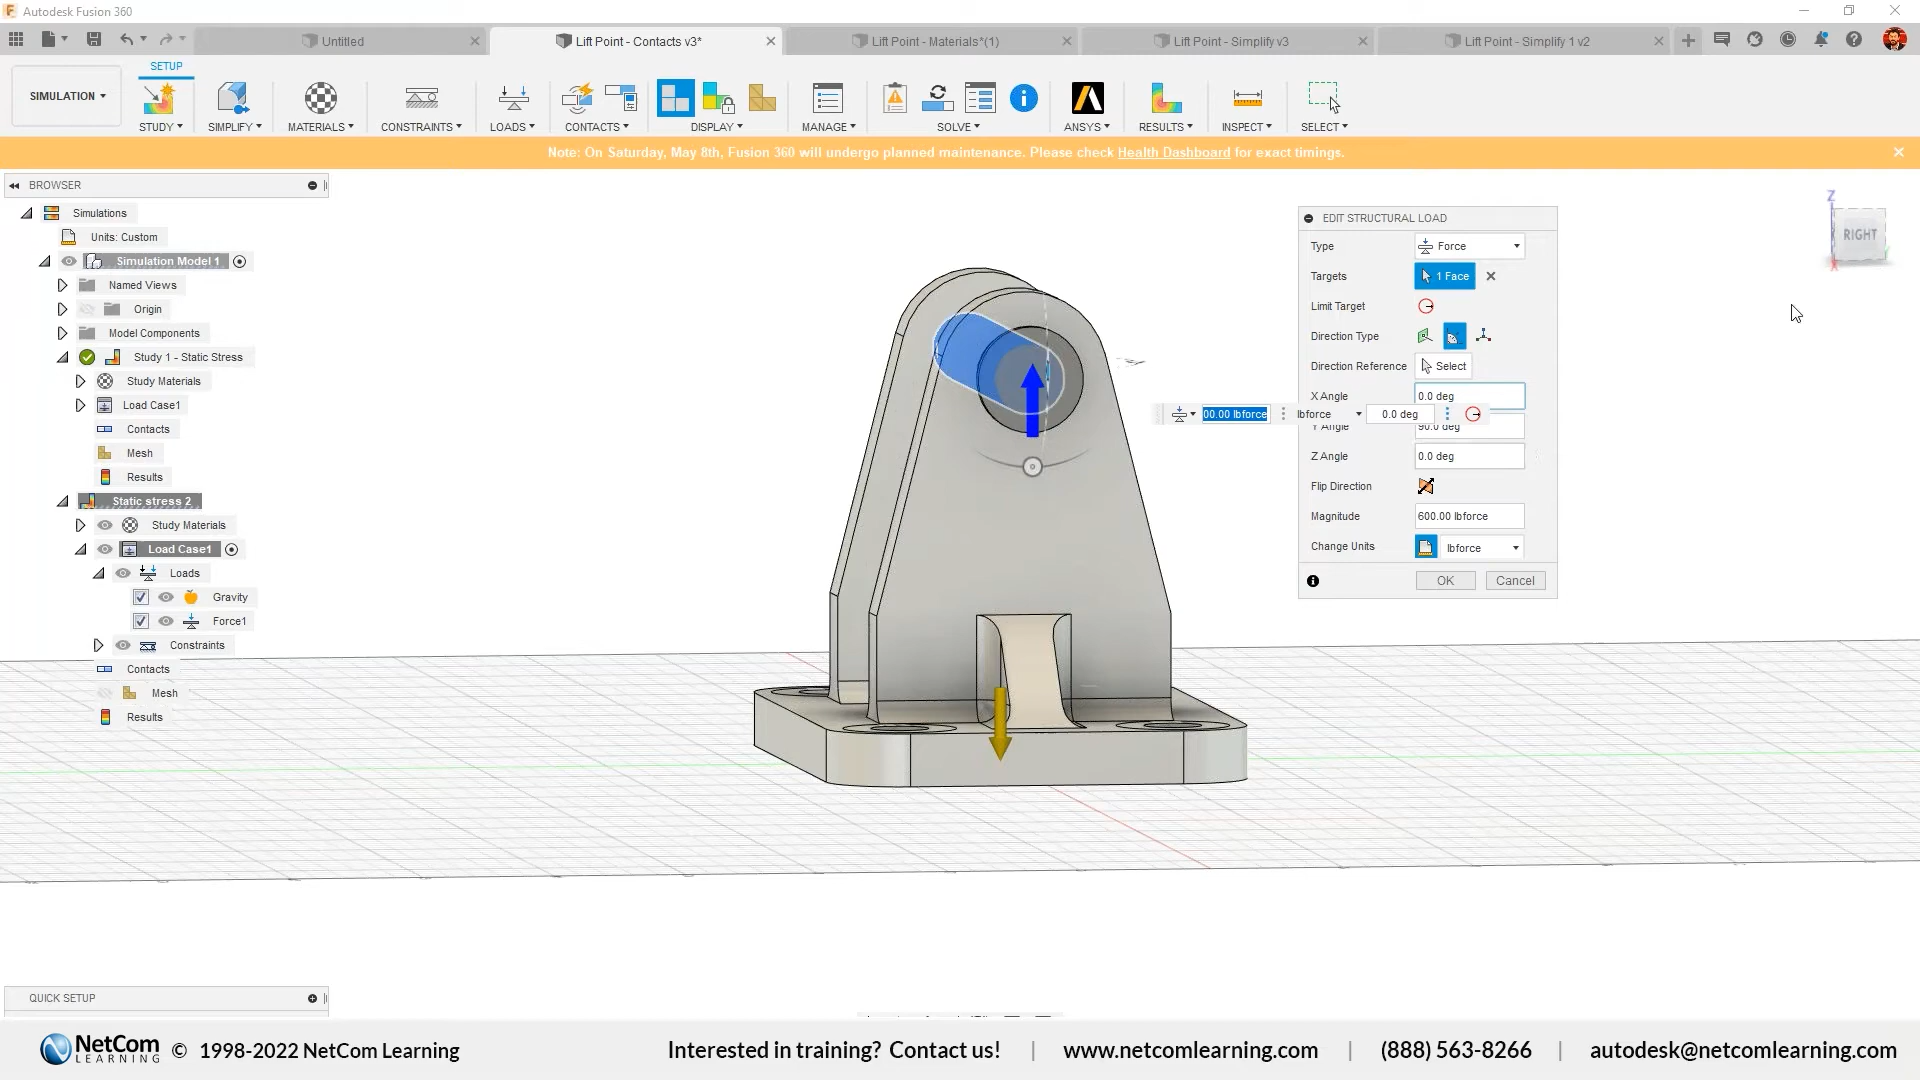 Autodesk Fusion 360
Untitled
Lift Point - Contacts v3*
Lift Point - Materials*(1)
Lift Point - Simplify v3
Lift Point - Simplify 1 v2
SETUP
SIMULATION
STUDY
SIMPLIFY
MATERIALS
CONSTRAINTS
LOADS
CONTACTS
DISPLAY
MANAGE
SOLVE
ANSYS
RESULTS
INSPECT
SELECT
Note: On Saturday, May 8th, Fusion 360 will undergo planned maintenance. Please check Health Dashboard for exact timings.
BROWSER
Simulations
Units: Custom
Simulation Model 1
Named Views
Origin
Model Components
Study 1 - Static Stress
Study Materials
Load Case1
Contacts
Mesh
Results
Static stress 2
Study Materials
Load Case1
Loads
Gravity
Force1
Constraints
Contacts
Mesh
Results
QUICK SETUP
Z
RIGHT
X
EDIT STRUCTURAL LOAD
Type Force
Targets 1 Face
Limit Target
Direction Type
Direction Reference Select
X Angle 0.0 deg
00.00 lbforce lbforce 0.0 deg
Y Angle 90.0 deg
Z Angle 0.0 deg
Flip Direction
Magnitude 600.00 lbforce
Change Units lbforce
OK Cancel
NetCom LEARNING © 1998-2022 NetCom Learning
Interested in training? Contact us! | www.netcomlearning.com | (888) 563-8266 | autodesk@netcomlearning.com